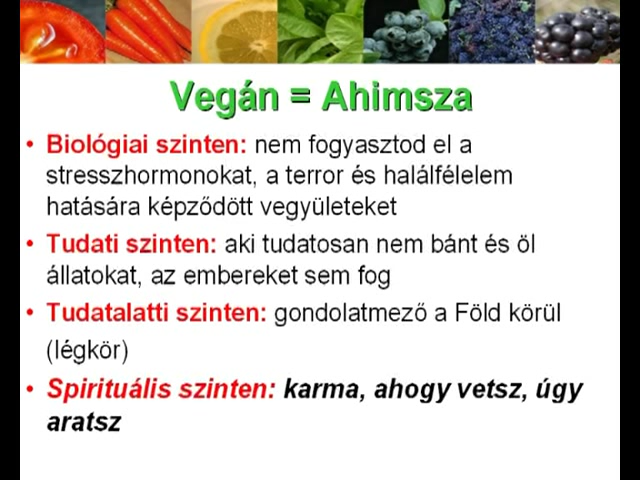 Vegán = Ahimsza
• Biológiai szinten: nem fogyasztod el a
stresszhormonokat, a terror és halálfélelem
hatására képződött vegyületeket
• Tudati szinten: aki tudatosan nem bánt és öl
állatokat, az embereket sem fog
• Tudatalatti szinten: gondolatmező a Föld körül
(légkör)
• Spirituális szinten: karma, ahogy vetsz, úgy
aratsz